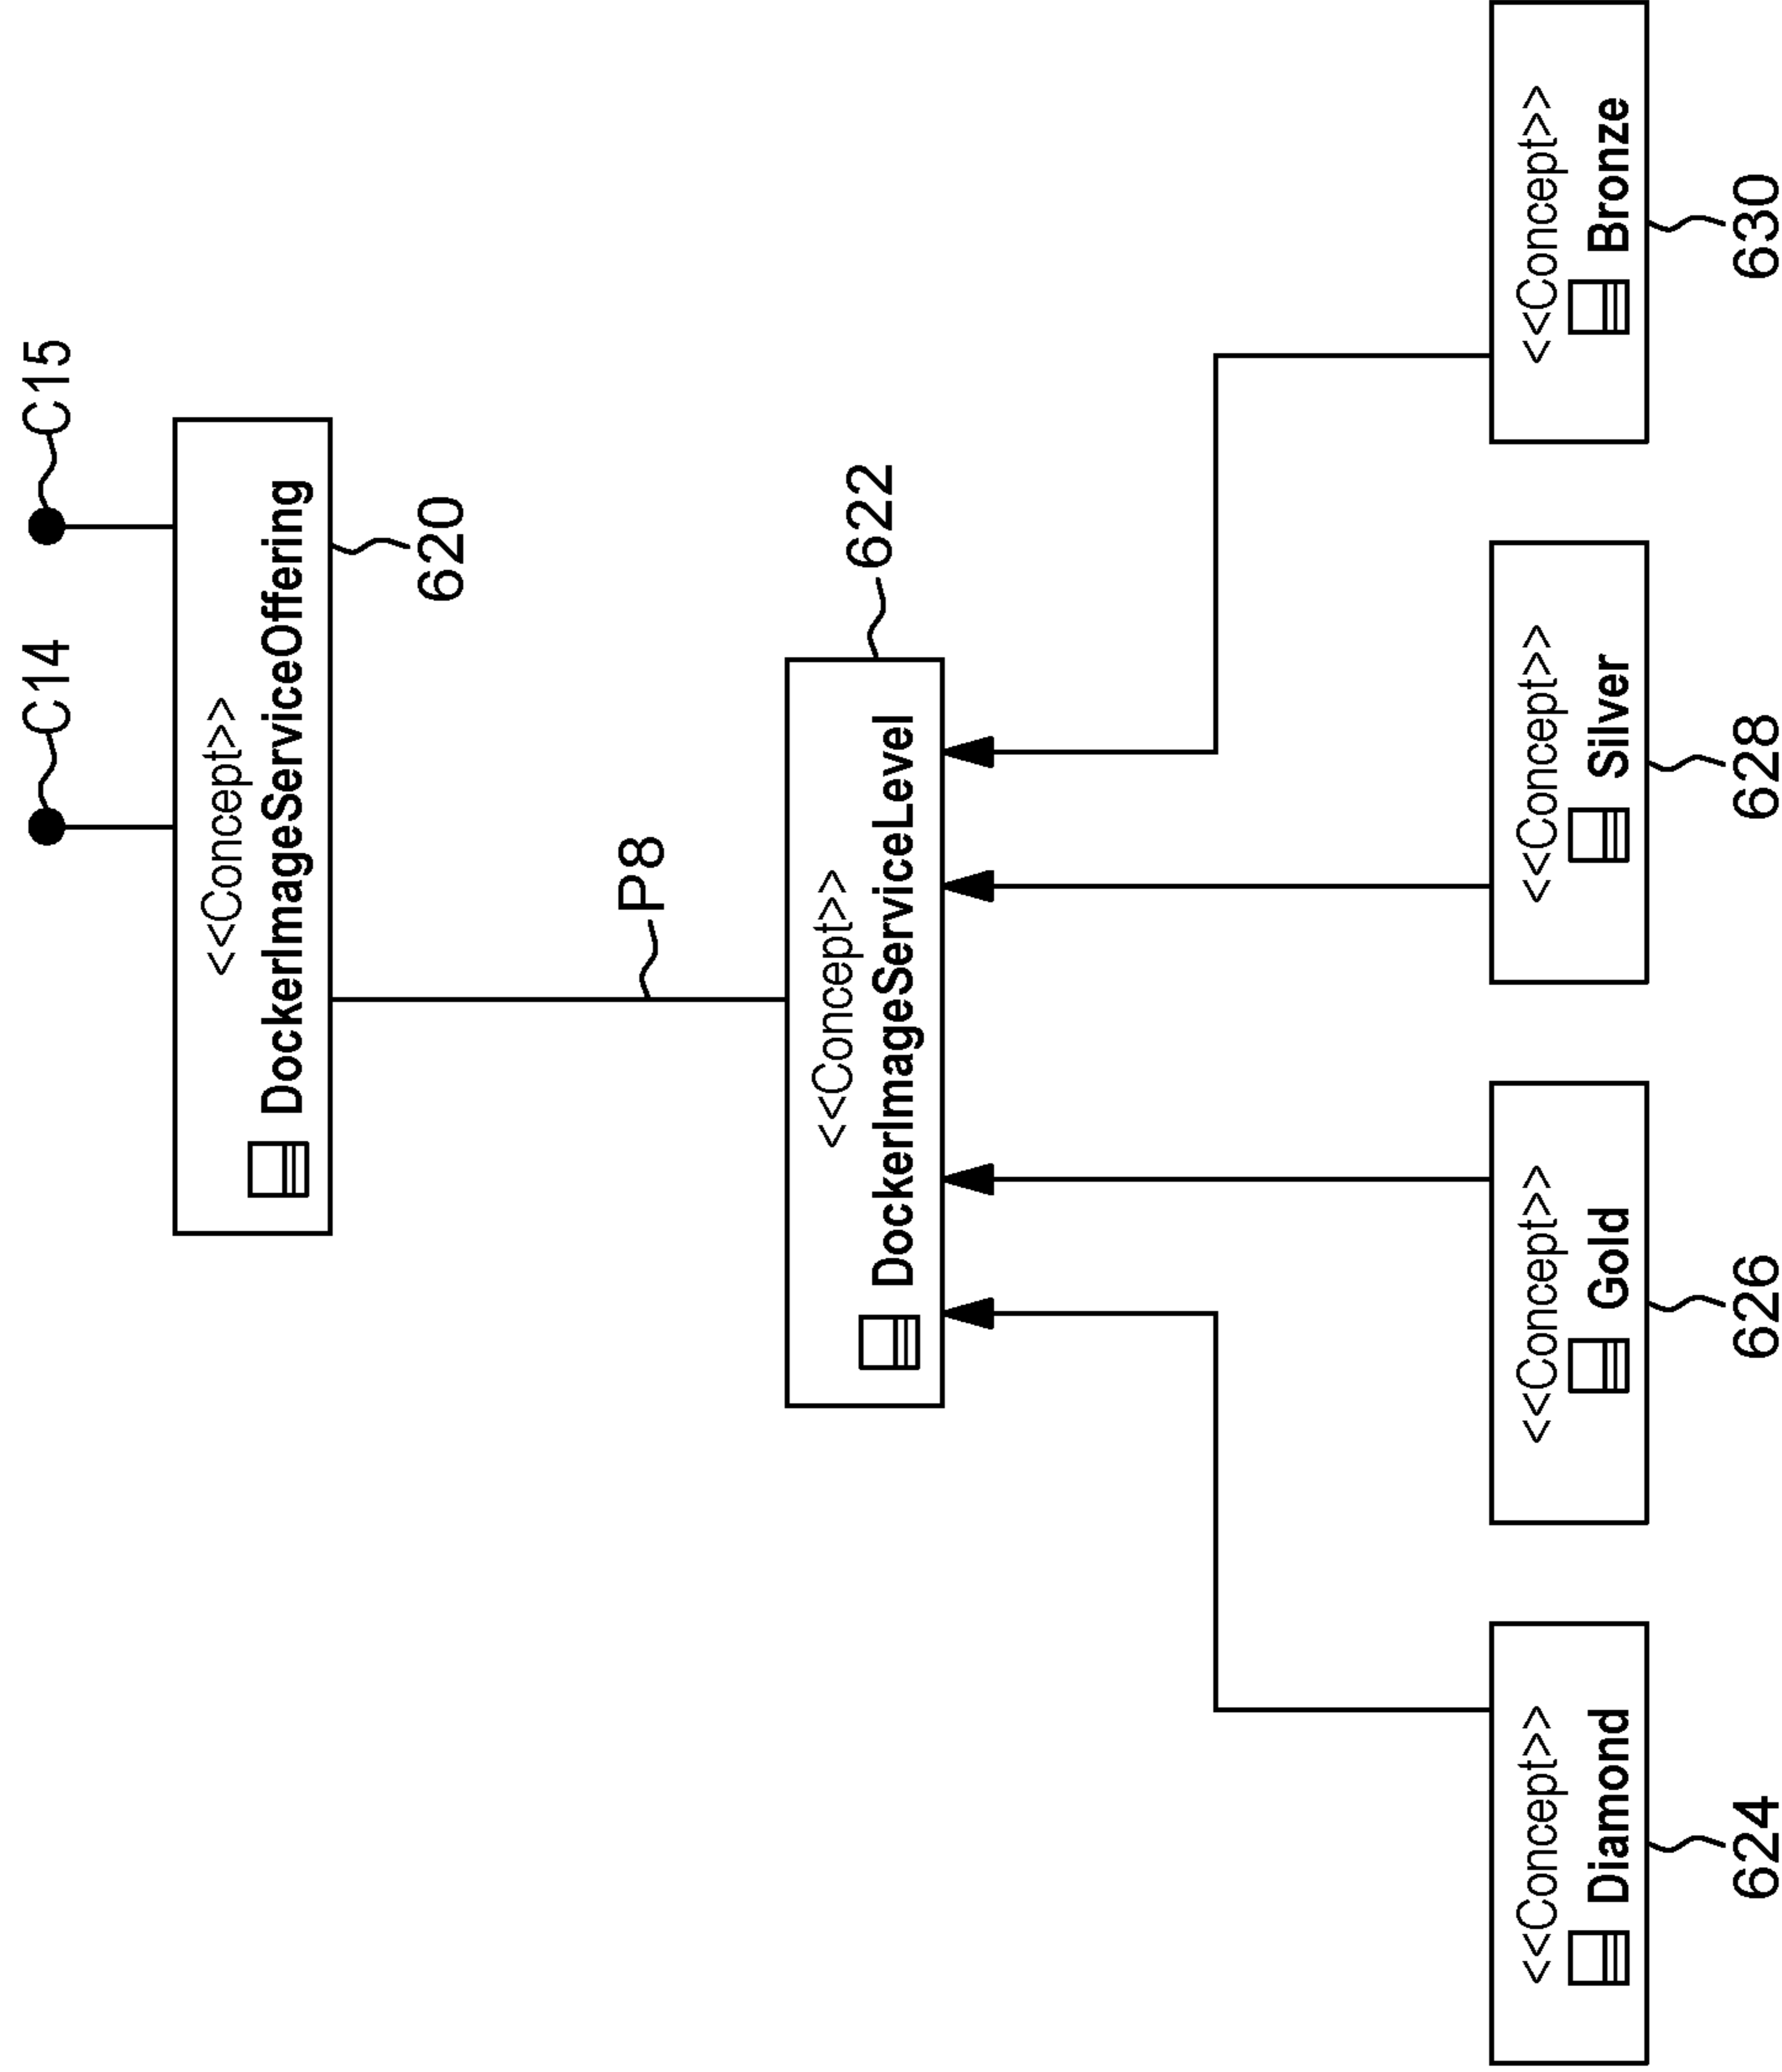 C14
C15
<<Concept>>
DockerImageServiceOffering
620
P8
622
<<Concept>>
DockerImageServiceLevel
<<Concept>>
Diamond
624
<<Concept>>
Gold
626
<<Concept>>
Silver
628
<<Concept>>
Bronze
630